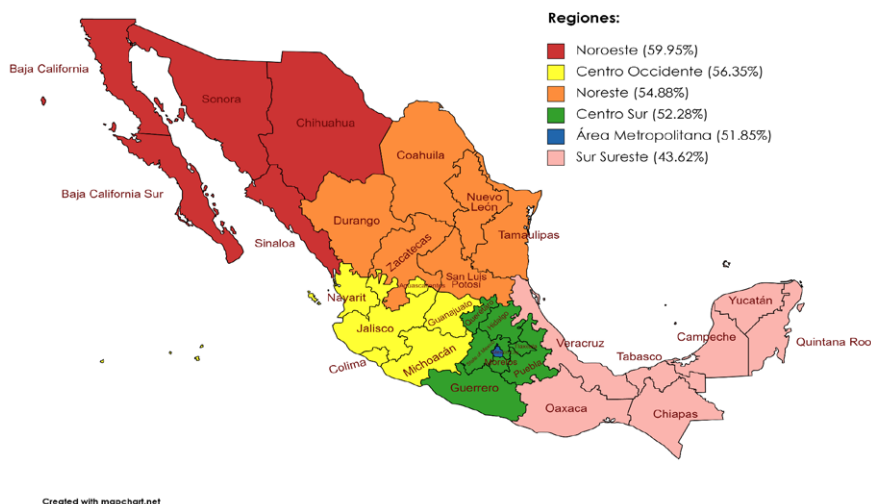 Regiones:
Noroeste (59.95%)
Centro Occidente (56.35%)
Noreste (54.88%)
Centro Sur (52.28%)
Área Metropolitana (51.85%)
Sur Sureste (43.62%)
Baja California
Sonora
Chihuahua
Coahuila
Baja California Sur
Nuevo
León
Durango
Sinaloa
Zacatecas
Tamaulipas
San Luis
Potosí
Aguascalientes
Nayarit
Guanajuato
Querétaro
Hidalgo
Jalisco
Yucatán
Campeche
Quintana Roo
Veracruz
Tabasco
Colima
Michoacán
Morelos
Puebla
Guerrero
Oaxaca
Chiapas
Created with mapchart.net